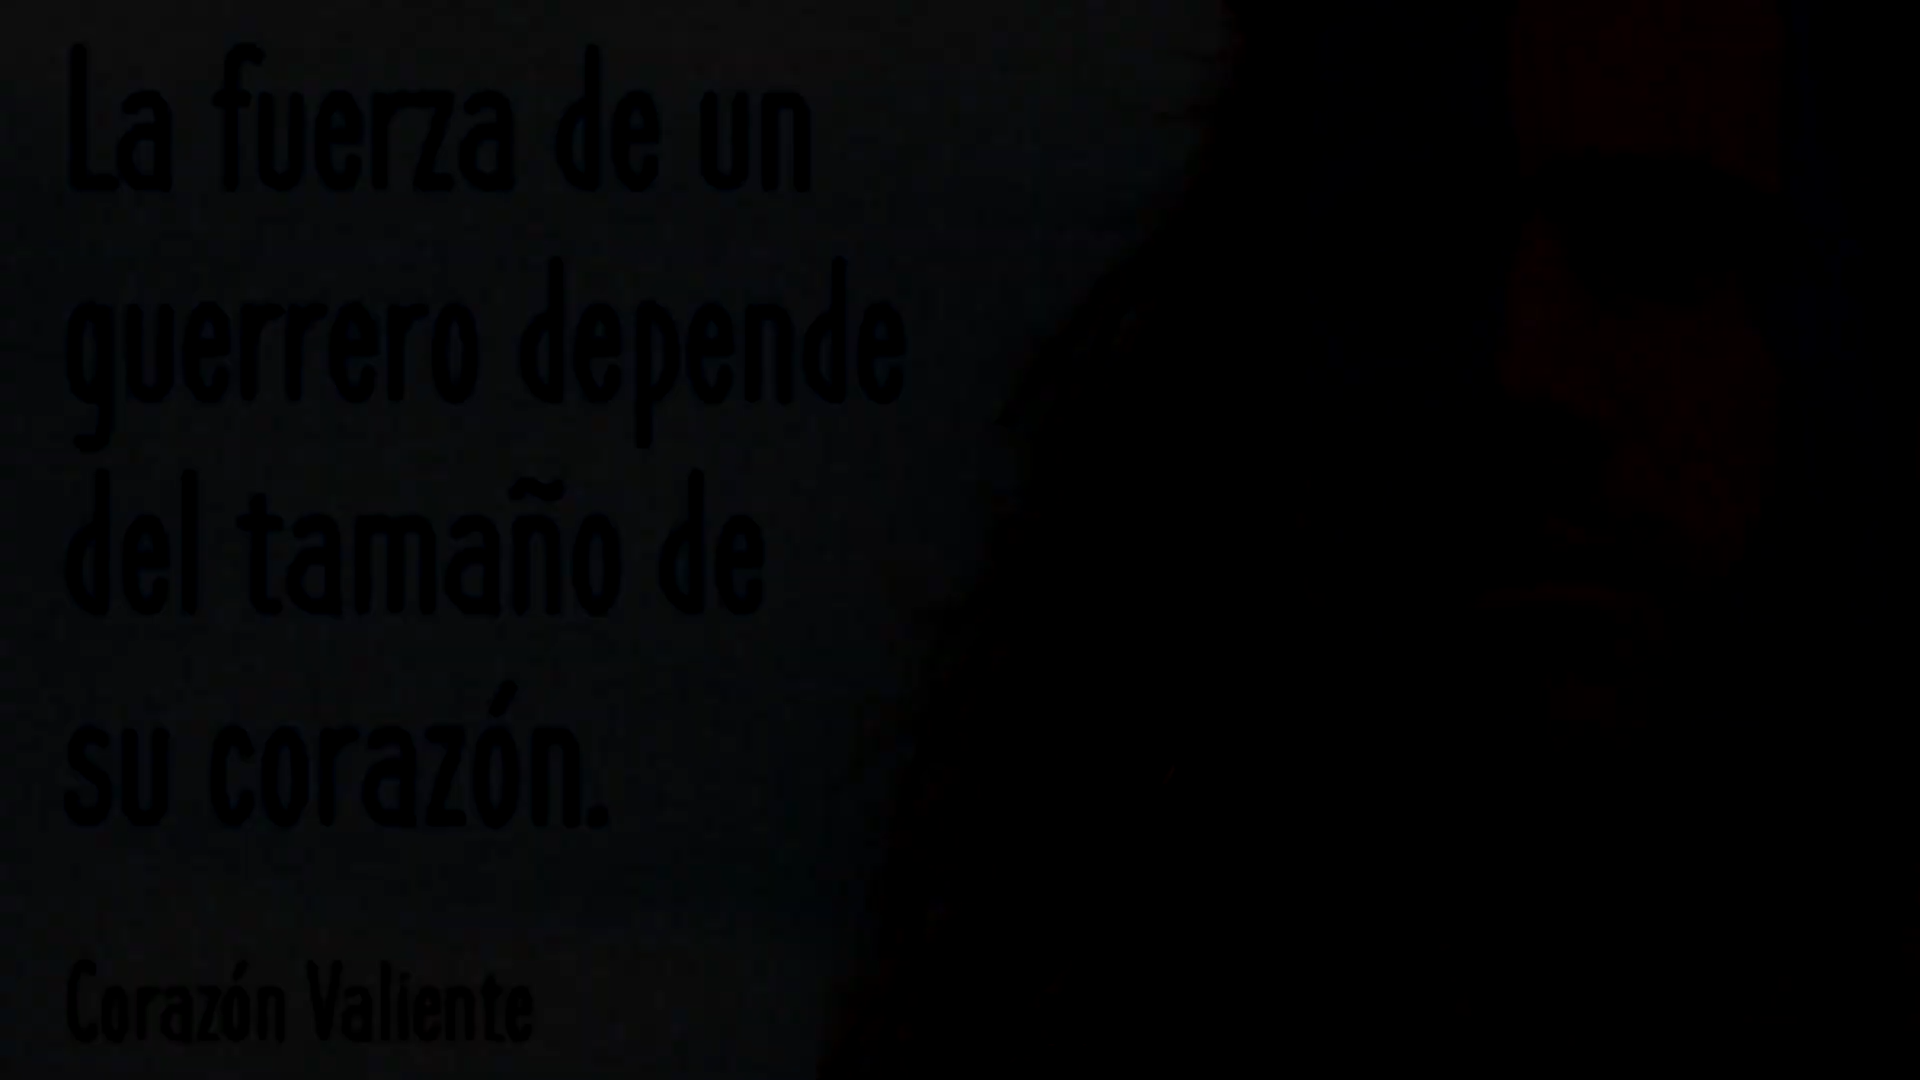 La fuerza de un
guerrero depende
del tamaño de
su corazón.
Corazón Valiente